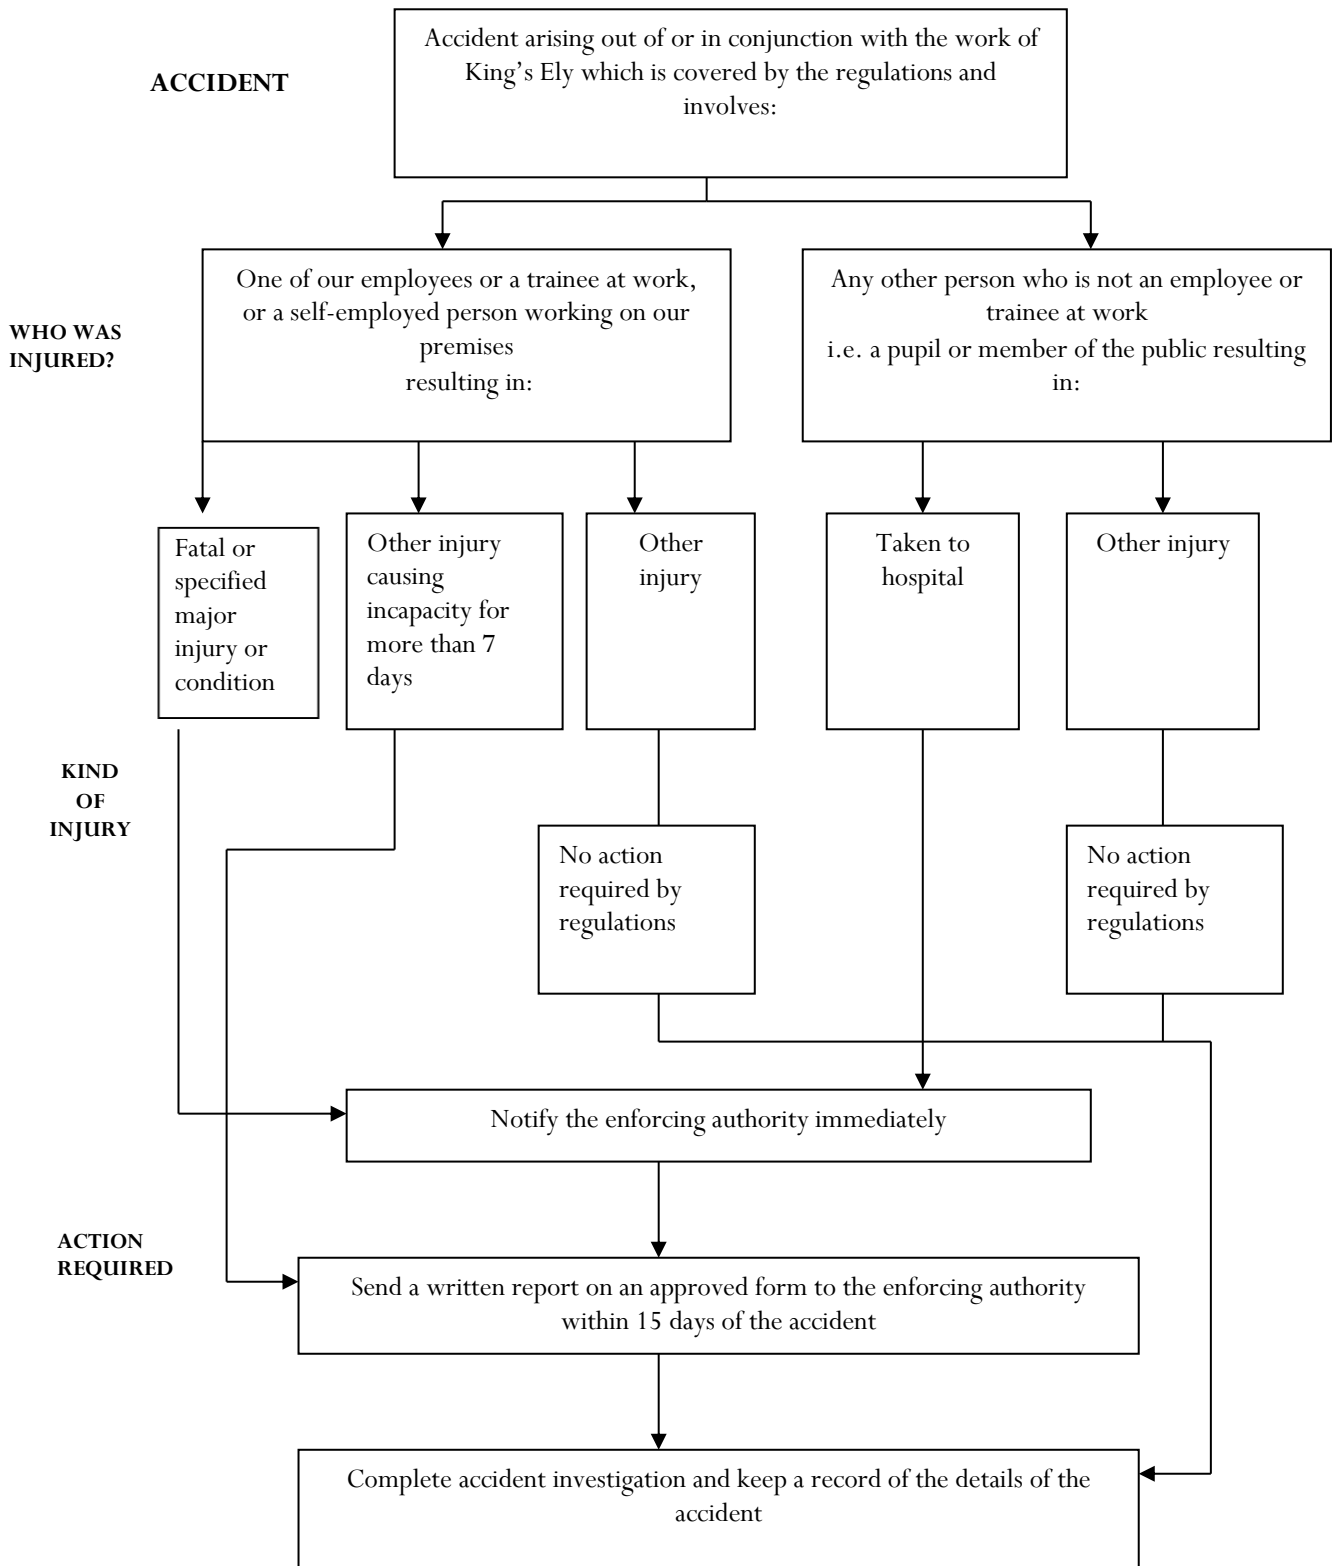 Accident arising out of or in conjunction with the work of
King’s Ely which is covered by the regulations and
involves:
ACCIDENT
WHO WAS
INJURED?
One of our employees or a trainee at work,
or a self-employed person working on our
premises
resulting in:
Any other person who is not an employee or
trainee at work
i.e. a pupil or member of the public resulting
in:
Fatal or
specified
major
injury or
condition
Other injury
causing
incapacity for
more than 7
days
Other
injury
Taken to
hospital
Other injury
KIND
OF
INJURY
No action
required by
regulations
No action
required by
regulations
Notify the enforcing authority immediately
ACTION
REQUIRED
Send a written report on an approved form to the enforcing authority
within 15 days of the accident
Complete accident investigation and keep a record of the details of the
accident